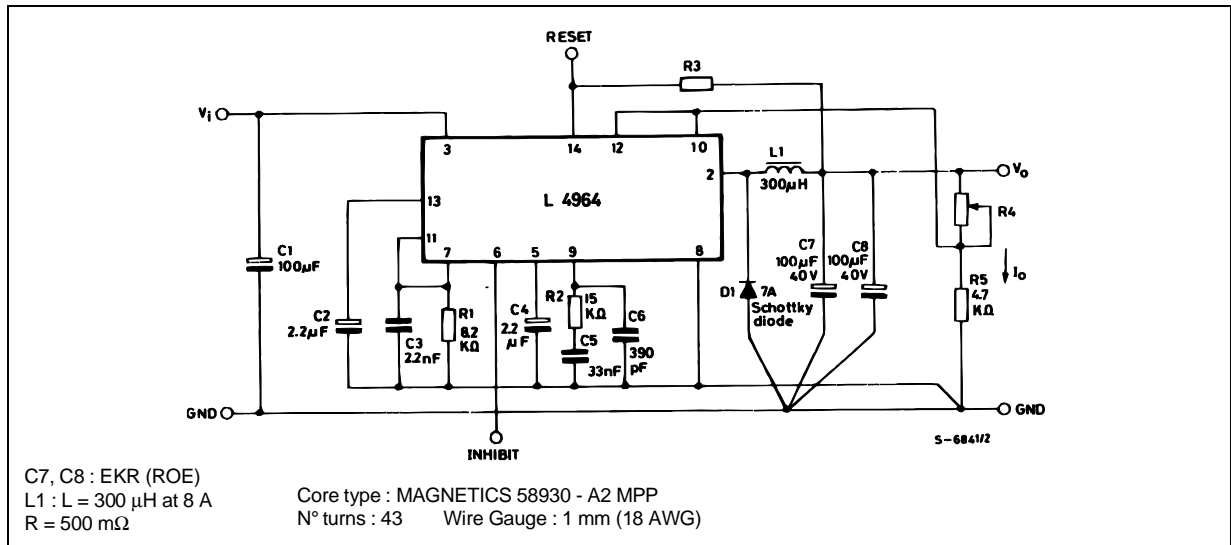 RESET
R3
Vi
3
14
12
10
2
L1
300µH
Vo
L 4964
13
11
7
6
5
9
8
R4
C1
100µF
C2
2.2µF
C3
2.2nF
R1
8.2
KΩ
C4
2.2
µF
R2
15
KΩ
C5
33nF
C6
390
pF
D1
7A
Schottky
diode
C7
100µF
40V
C8
100µF
40V
R5
4.7
KΩ
Io
GND
GND
INHIBIT
S-6841/2
C7, C8 : EKR (ROE)
L1 : L = 300 µH at 8 A
R = 500 mΩ
Core type : MAGNETICS 58930 - A2 MPP
N° turns : 43 Wire Gauge : 1 mm (18 AWG)